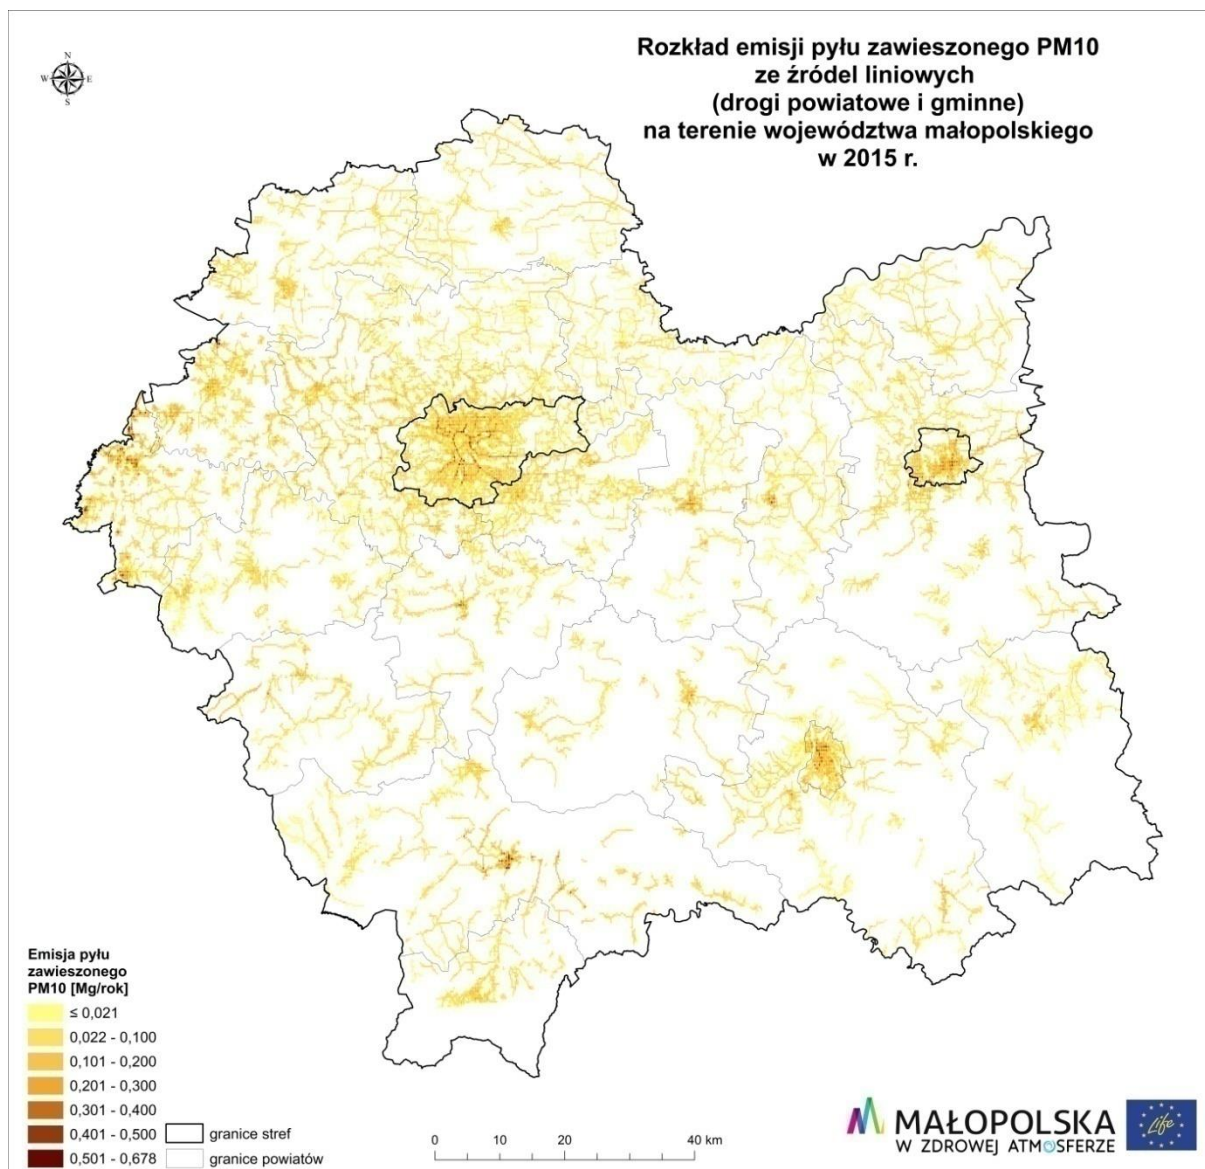 Rozkład emisji pyłu zawieszonego PM10
ze źródel liniowych
(drogi powiatowe i gminne)
na terenie województwa małopolskiego
w 2015 r.
N
W E
S
Emisja pyłu
zawieszonego
PM10 [Mg/rok]
≤ 0,021
0,022 - 0,100
0,101 - 0,200
0,201 - 0,300
0,301 - 0,400
0,401 - 0,500
0,501 - 0,678
granice stref
granice powiatów
0 10 20 40 km
MAŁOPOLSKA
W ZDROWEJ ATMOSFERZE
Life